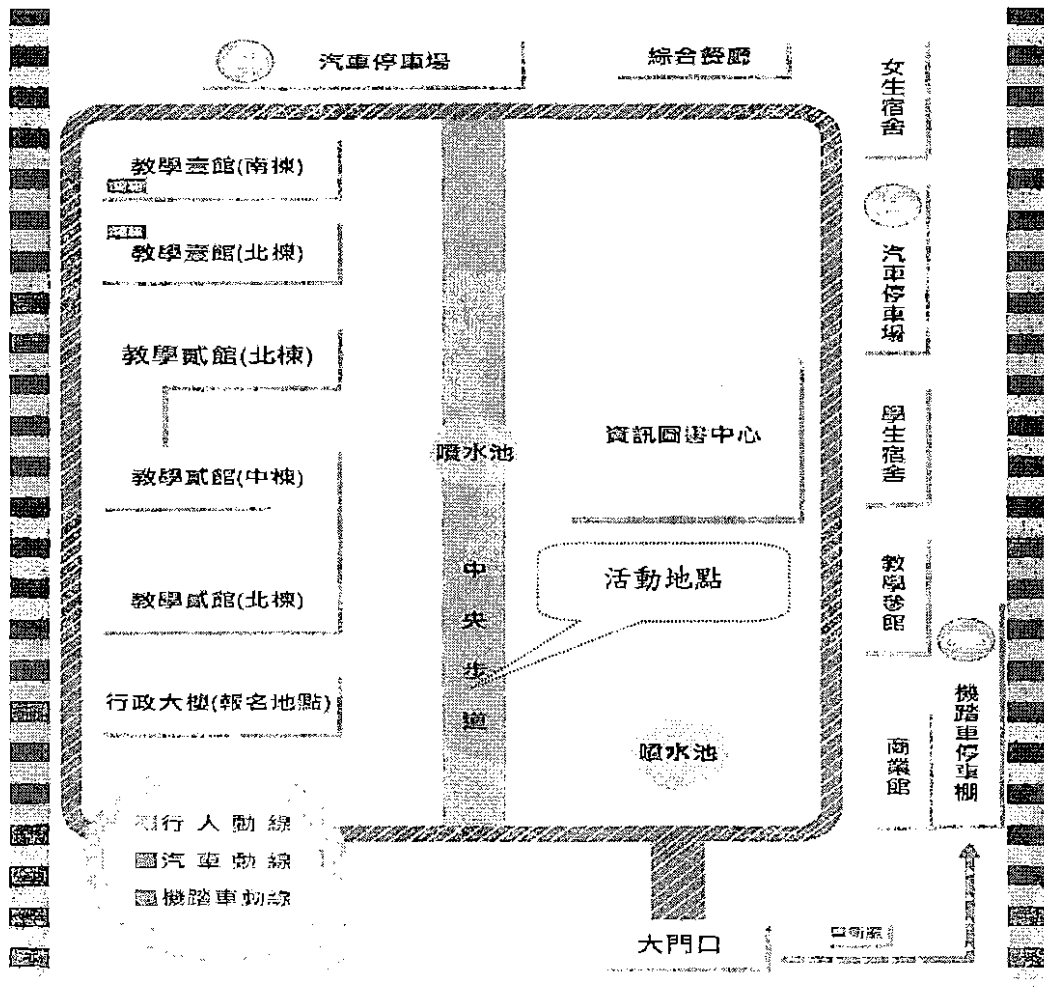 汽車停車場
綜合餐廳
女生宿舍
教學壹館(南棟)
教學壹館(北棟)
汽車停車場
教學貳館(北棟)
資訊圖書中心
學生宿舍
噴水池
教學貳館(中棟)
中央步道
活動地點
教學參館
教學貳館(北棟)
行政大樓(報名地點)
機踏車停車棚
噴水池
商業館
行人動線
汽車動線
機踏車動線
大門口